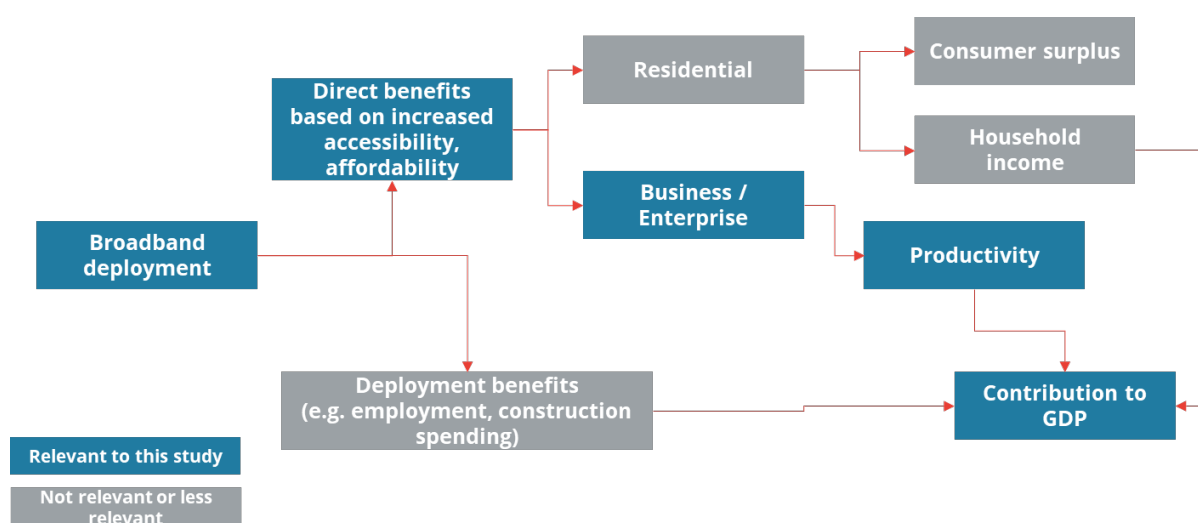 Residential
Consumer surplus
Direct benefits
based on increased
accessibility,
affordability
Household
income
Business /
Enterprise
Broadband
deployment
Productivity
Deployment benefits
(e.g. employment, construction
spending)
Contribution to
GDP
Relevant to this study
Not relevant or less
relevant